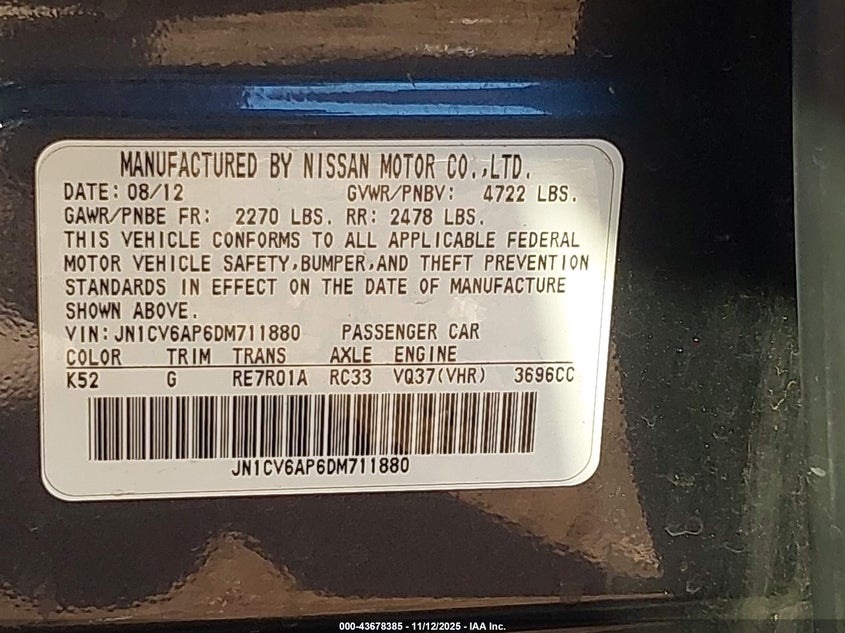 MANUFACTURED BY NISSAN MOTOR CO.,LTD.
DATE: 08/12 GVWR/PNBV: 4722 LBS.
GAWR/PNBE FR: 2270 LBS. RR: 2478 LBS.
THIS VEHICLE CONFORMS TO ALL APPLICABLE FEDERAL
MOTOR VEHICLE SAFETY,BUMPER,AND THEFT PREVENTION
STANDARDS IN EFFECT ON THE DATE OF MANUFACTURE
SHOWN ABOVE.
VIN: JN1CV6AP6DM711880 PASSENGER CAR
COLOR TRIM TRANS AXLE ENGINE
K52 G RE7R01A RC33 VQ37(VHR) 3696CC
JN1CV6AP6DM711880
000-43678385 - 11/12/2025 - IAA Inc.